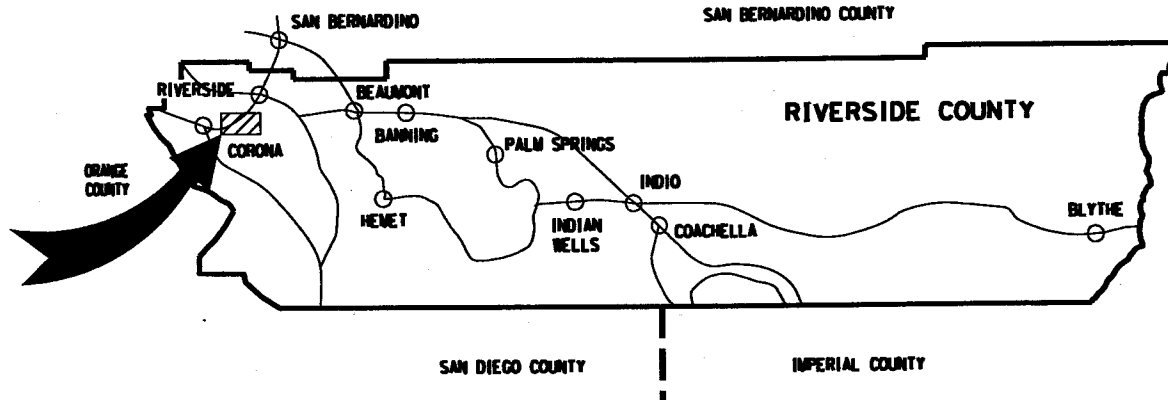 SAN BERNARDINO
SAN BERNARDINO COUNTY
RIVERSIDE
BEAUMONT
RIVERSIDE COUNTY
BANNING
CORONA
PALM SPRINGS
ORANGE
COUNTY
INDIO
HEMET
INDIAN
WELLS
COACHELLA
BLYTHE
SAN DIEGO COUNTY
IMPERIAL COUNTY